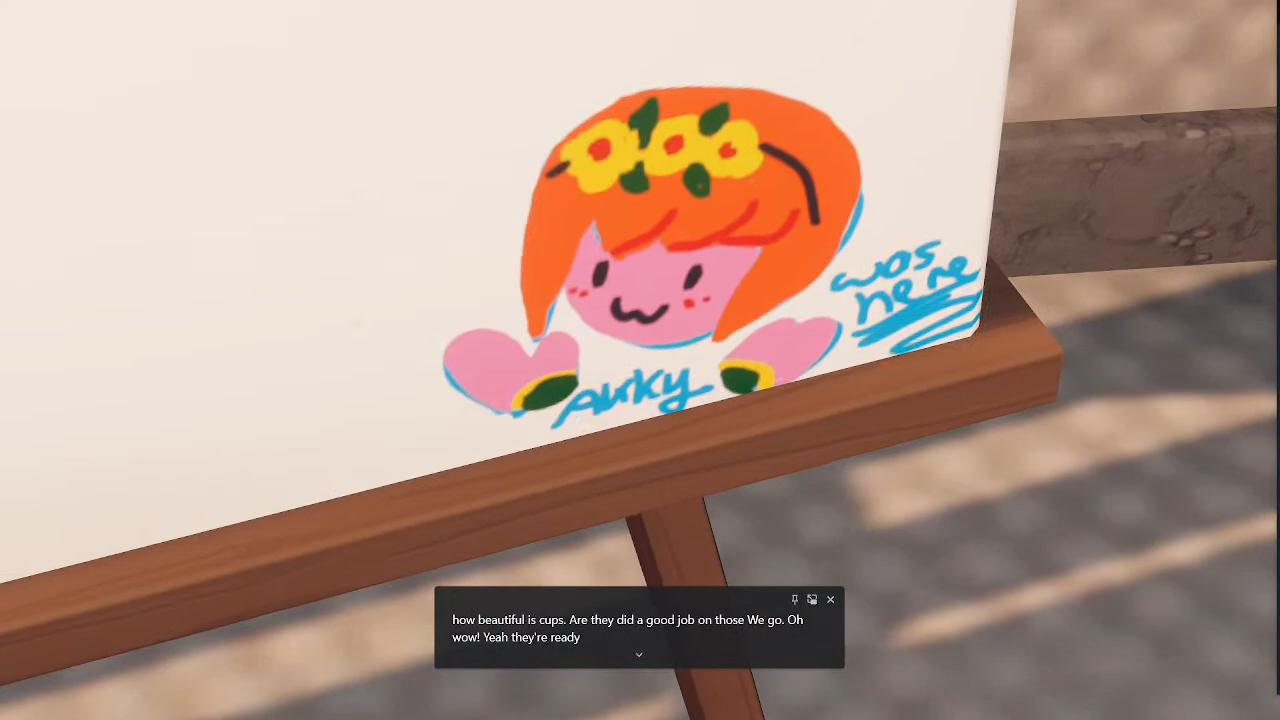 was
here
Aurky
how beautiful is cups. Are they did a good job on those We go. Oh
wow! Yeah they're ready